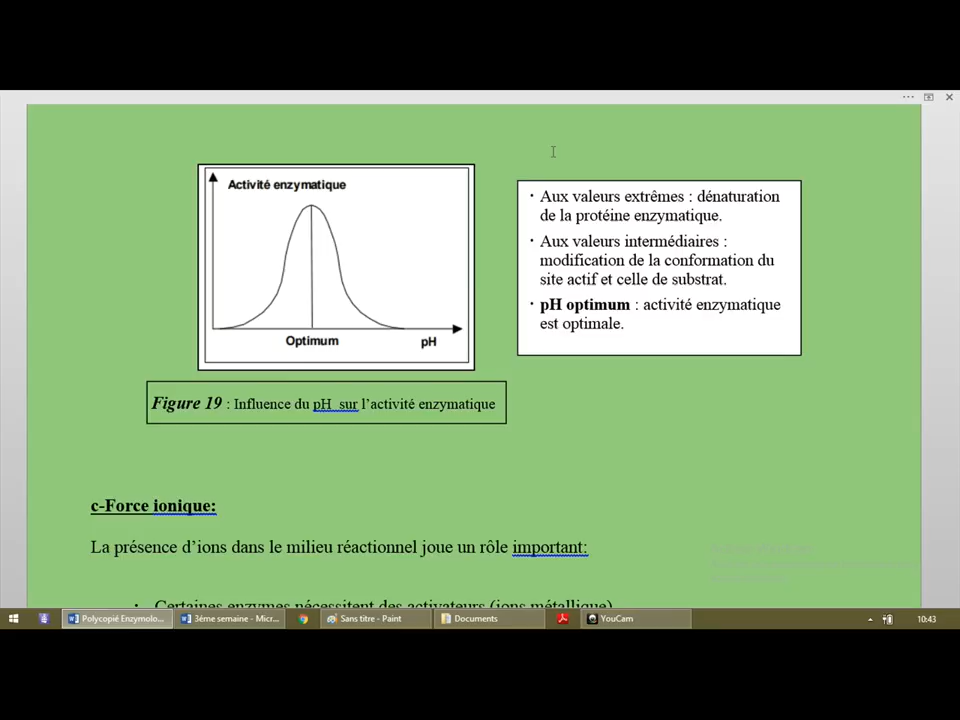 Activité enzymatique
Optimum
pH
· Aux valeurs extrêmes : dénaturation
de la protéine enzymatique.
· Aux valeurs intermédiaires :
modification de la conformation du
site actif et celle de substrat.
· pH optimum : activité enzymatique
est optimale.
Figure 19 : Influence du pH sur l’activité enzymatique
c-Force ionique:
La présence d’ions dans le milieu réactionnel joue un rôle important:
· Certaines enzymes nécessitent des activateurs (ions métallique)
Polycopié Enzymolo...
3éme semaine - Micr...
Sans titre - Paint
Documents
YouCam
10:43